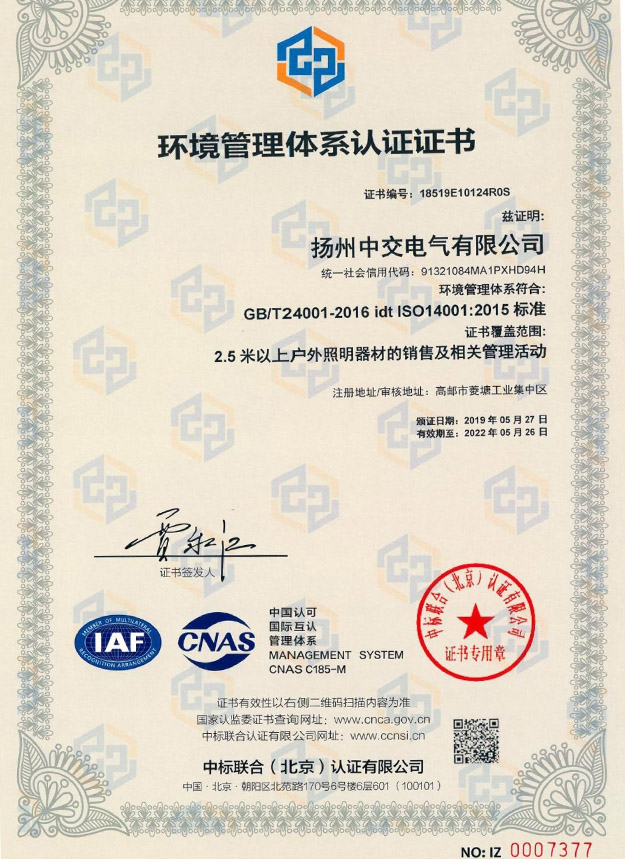 环境管理体系认证证书
证书编号：18519E10124R0S
兹证明:
扬州中交电气有限公司
统一社会信用代码：91321084MA1PXHD94H
环境管理体系符合:
GB/T24001-2016 idt ISO14001:2015 标准
证书覆盖范围:
2.5 米以上户外照明器材的销售及相关管理活动
注册地址/审核地址：高邮市菱塘工业集中区
颁证日期：2019 年 05 月 27 日
有效期至：2022 年 05 月 26 日
证书签发人
MEMBER OF MULTILATERAL
IAF
RECOGNITION ARRANGEMENT
CNAS
中国认可
国际互认
管理体系
MANAGEMENT SYSTEM
CNAS C185-M
中标联合（北京）认证有限公司
证书专用章
证书有效性以右侧二维码扫描内容为准
国家认监委证书查询网址：www.cnca.gov.cn
中标联合认证有限公司网址：www.ccnsi.cn
中标联合（北京）认证有限公司
中国·北京·朝阳区北苑路170号6号楼6层601（100101）
NO: IZ 0007377